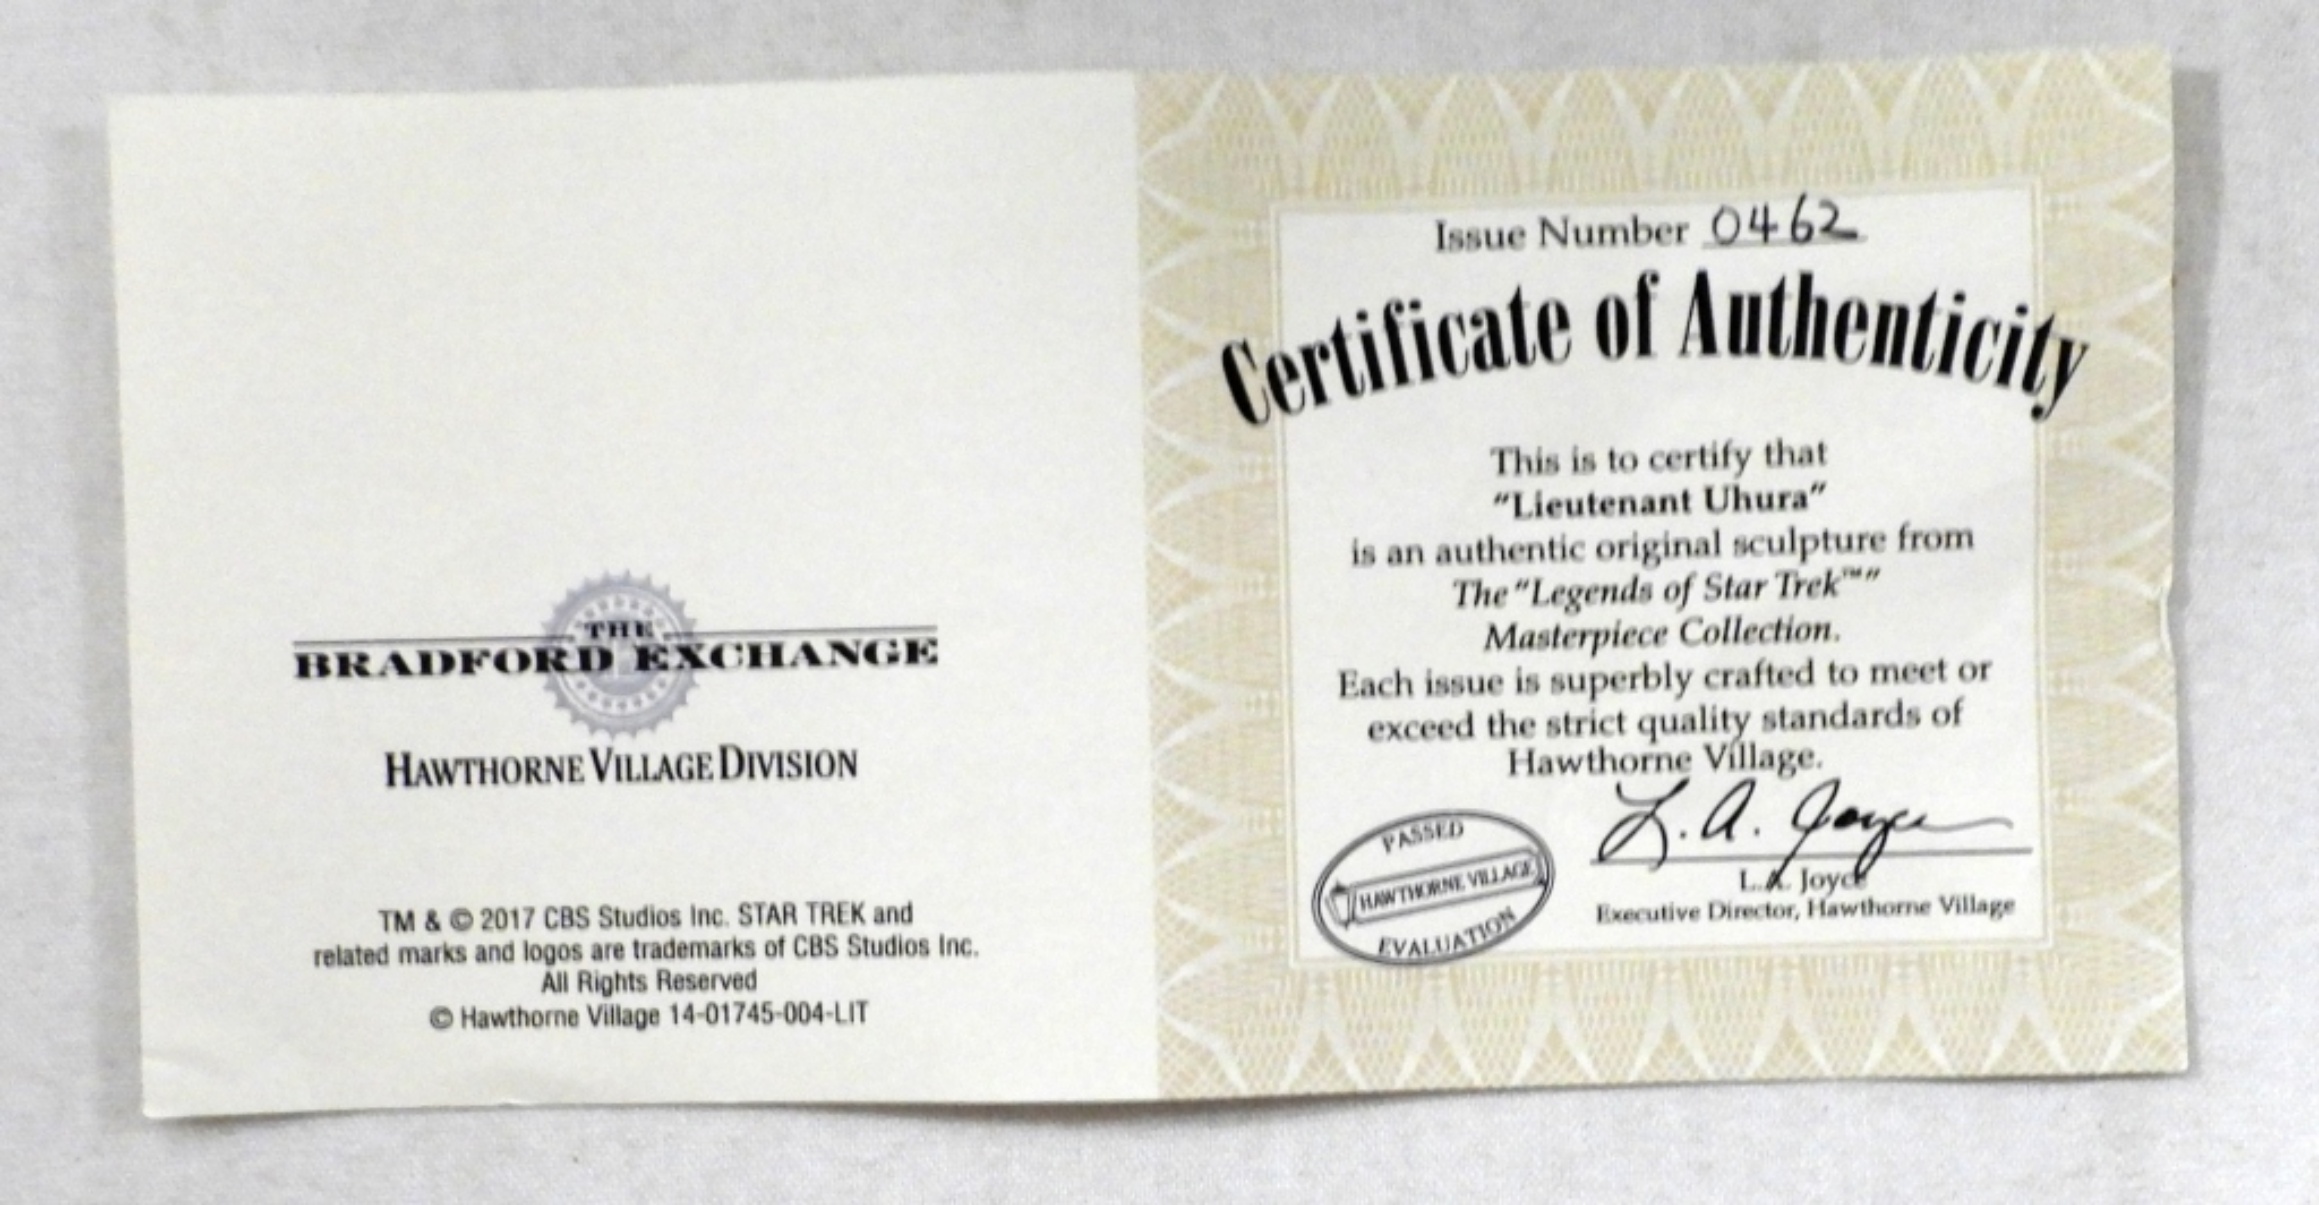 THE
BRADFORD EXCHANGE
HAWTHORNE VILLAGE DIVISION
TM & © 2017 CBS Studios Inc. STAR TREK and
related marks and logos are trademarks of CBS Studios Inc.
All Rights Reserved
© Hawthorne Village 14-01745-004-LIT
Issue Number 0462
Certificate of Authenticity
This is to certify that
"Lieutenant Uhura"
is an authentic original sculpture from
The "Legends of Star Trek™"
Masterpiece Collection.
Each issue is superbly crafted to meet or
exceed the strict quality standards of
Hawthorne Village.
L. A. Joyce
L.A. Joyce
Executive Director, Hawthorne Village
PASSED
HAWTHORNE VILLAGE
EVALUATION